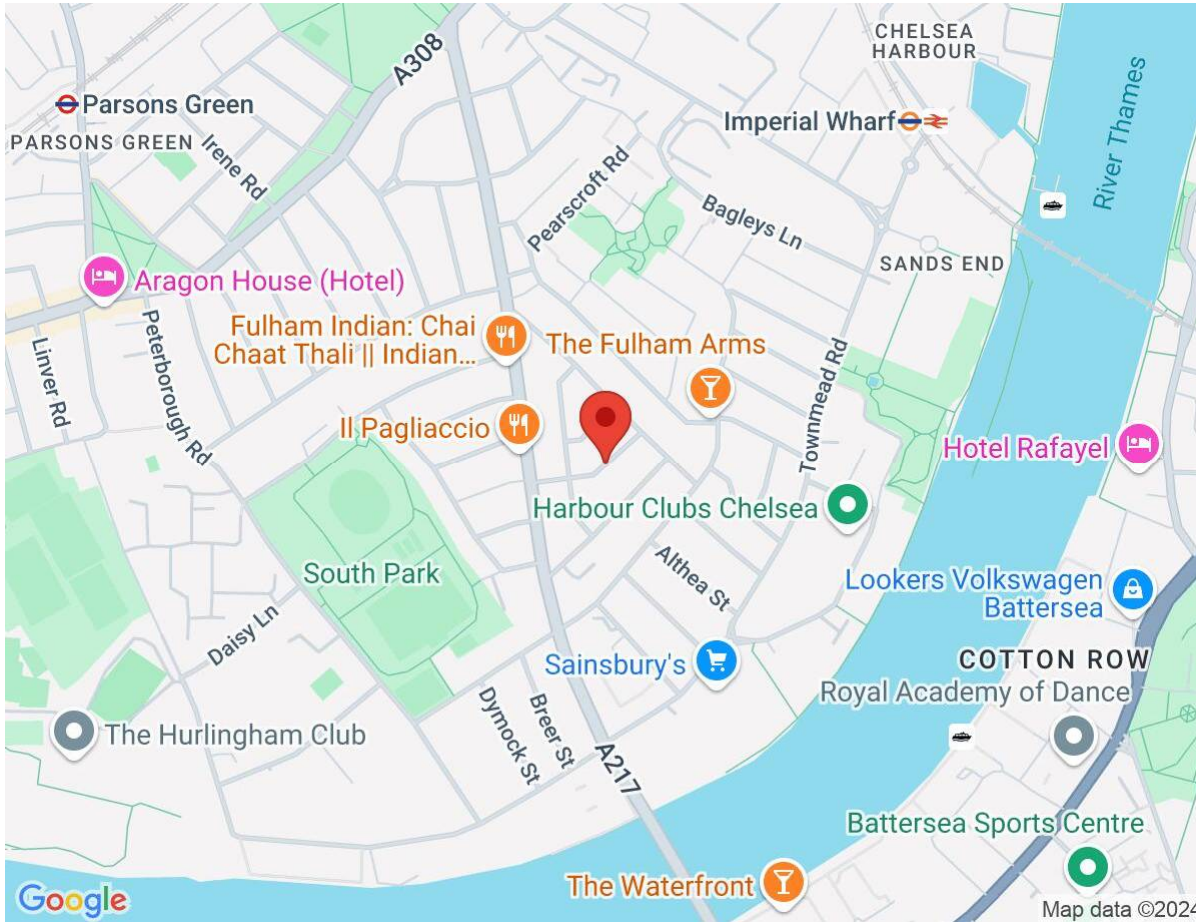 CHELSEA
HARBOUR
A308
Parsons Green
Imperial Wharf
PARSONS GREEN
Irene Rd
River Thames
Pearscroft Rd
Bagleys Ln
SANDS END
Aragon House (Hotel)
Fulham Indian: Chai
Chaat Thali || Indian...
The Fulham Arms
Linver Rd
Peterborough Rd
Townmead Rd
Il Pagliaccio
Hotel Rafayel
Harbour Clubs Chelsea
South Park
Althea St
Lookers Volkswagen
Battersea
Daisy Ln
Sainsbury's
COTTON ROW
Royal Academy of Dance
The Hurlingham Club
Dymock St
Breer St
A217
Battersea Sports Centre
The Waterfront
Google
Map data ©2024